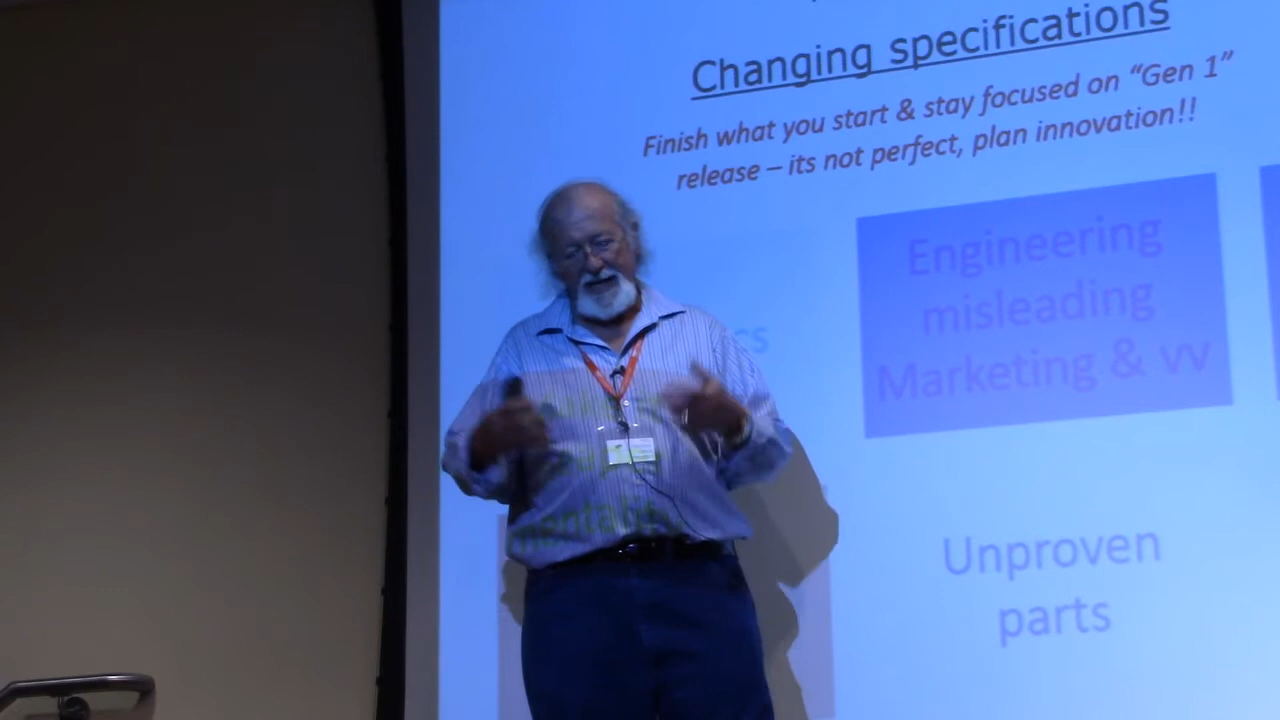 Changing specifications
Finish what you start & stay focused on “Gen 1”
release – its not perfect, plan innovation!!
Engineering
misleading
Marketing & vv
Unproven
parts